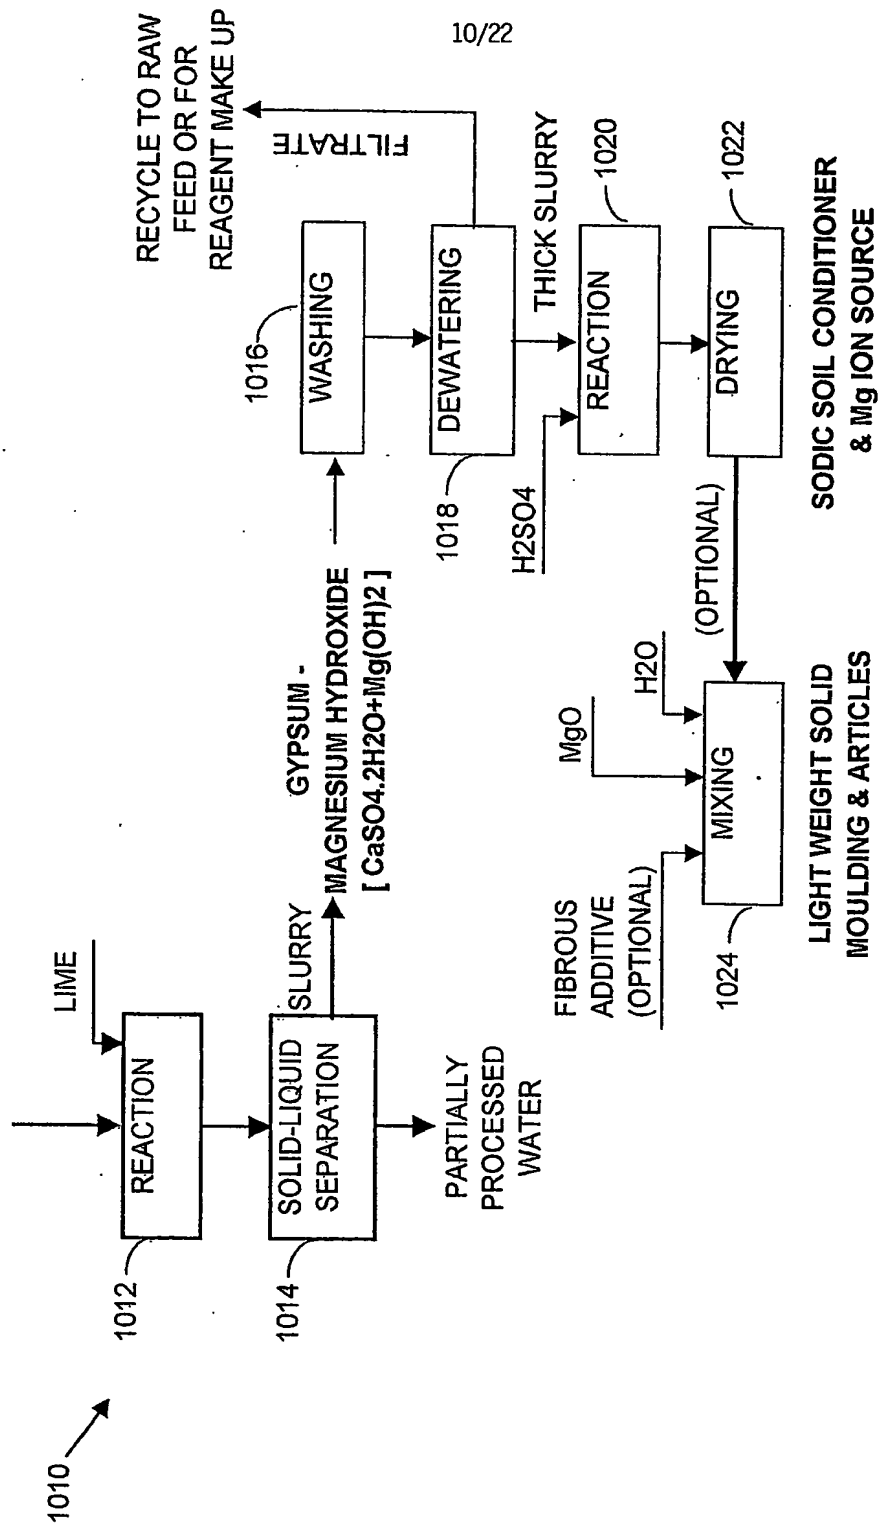 10/22
1010
LIME
REACTION
1012
SOLID-LIQUID
SEPARATION
1014
SLURRY
PARTIALLY
PROCESSED
WATER
GYPSUM -
MAGNESIUM HYDROXIDE
[ CaSO4.2H2O+Mg(OH)2 ]
RECYCLE TO RAW
FEED OR FOR
REAGENT MAKE UP
FILTRATE
1016
WASHING
DEWATERING
1018
THICK SLURRY
H2SO4
REACTION
1020
DRYING
1022
SODIC SOIL CONDITIONER
& Mg ION SOURCE
(OPTIONAL)
H2O
MgO
FIBROUS
ADDITIVE
(OPTIONAL)
MIXING
1024
LIGHT WEIGHT SOLID
MOULDING & ARTICLES